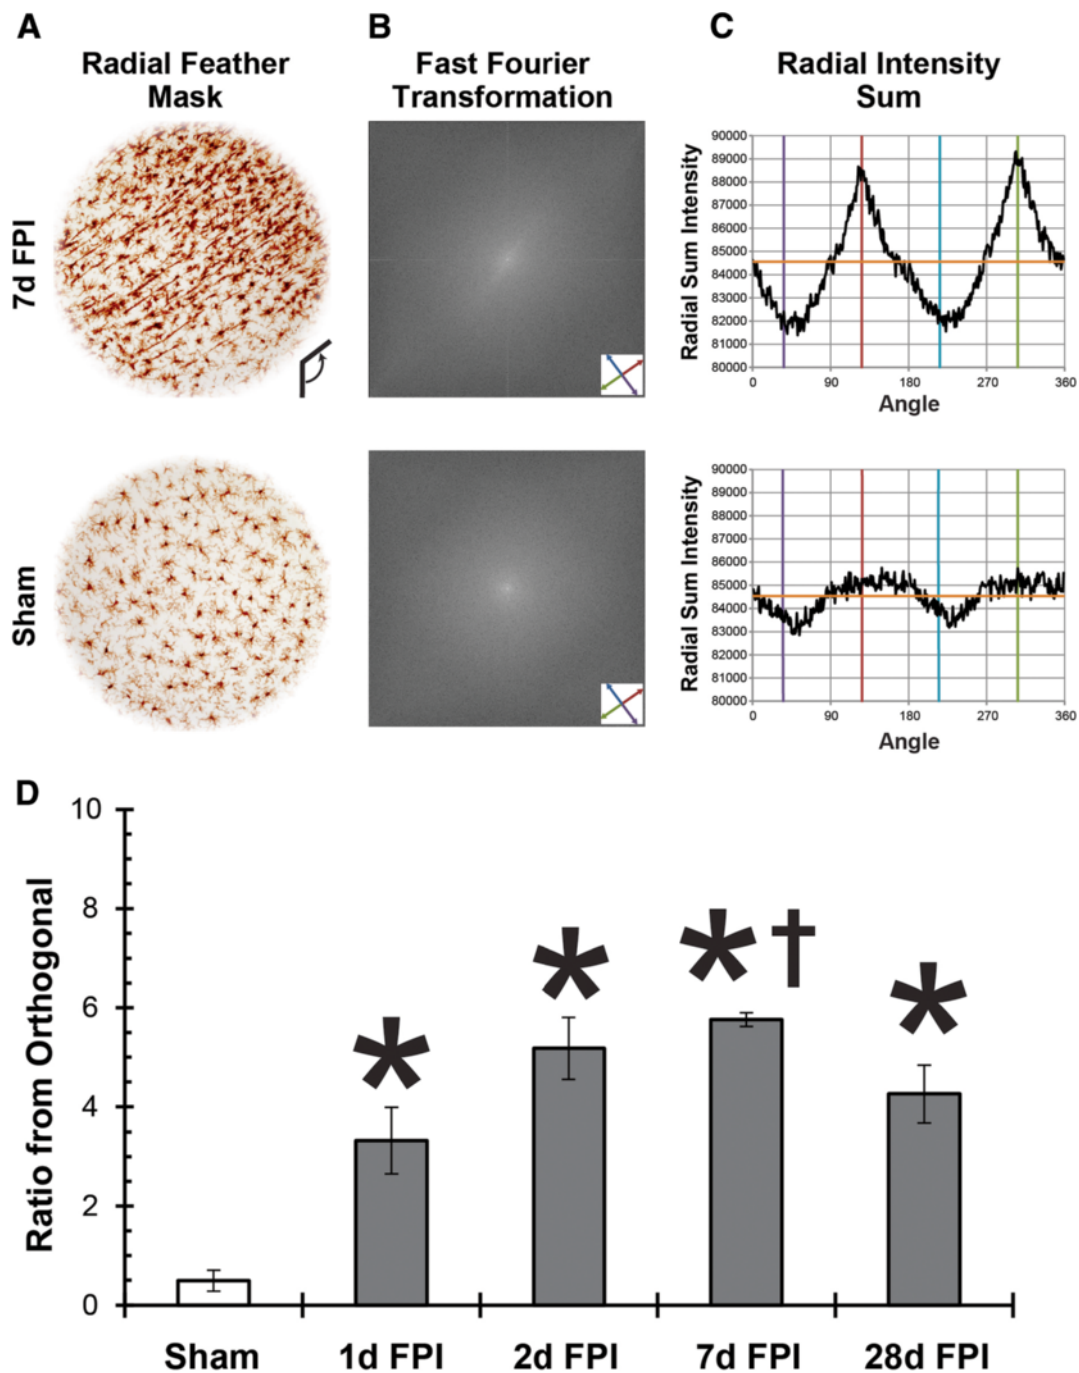 A
B
C
Radial Feather
Mask
Fast Fourier
Transformation
Radial Intensity
Sum
7d FPI
Radial Sum Intensity
90000
89000
88000
87000
86000
85000
84000
83000
82000
81000
80000
0 90 180 270 360
Angle
Sham
Radial Sum Intensity
90000
89000
88000
87000
86000
85000
84000
83000
82000
81000
80000
0 90 180 270 360
Angle
D
Ratio from Orthogonal
10
8
6
4
2
0
* * *† *
Sham 1d FPI 2d FPI 7d FPI 28d FPI